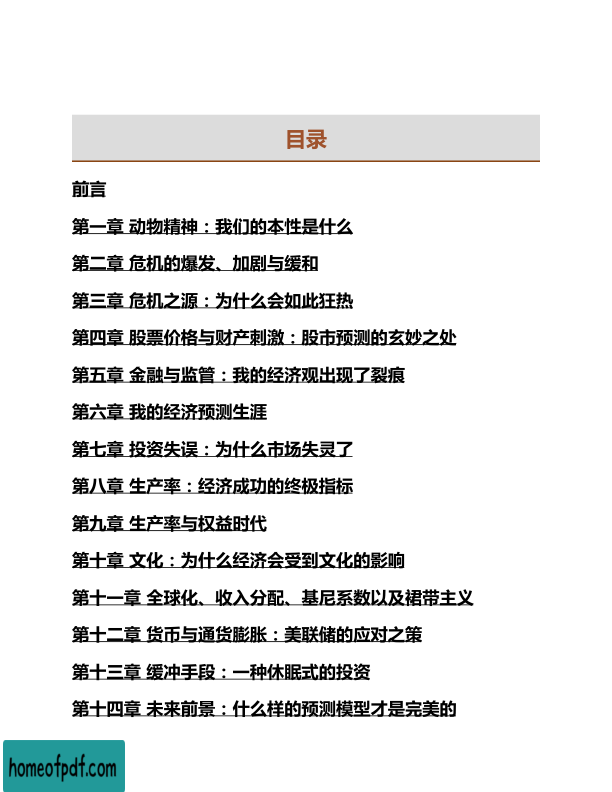 目录
前言
第一章 动物精神：我们的本性是什么
第二章 危机的爆发、加剧与缓和
第三章 危机之源：为什么会如此狂热
第四章 股票价格与财产刺激：股市预测的玄妙之处
第五章 金融与监管：我的经济观出现了裂痕
第六章 我的经济预测生涯
第七章 投资失误：为什么市场失灵了
第八章 生产率：经济成功的终极指标
第九章 生产率与权益时代
第十章 文化：为什么经济会受到文化的影响
第十一章 全球化、收入分配、基尼系数以及裙带主义
第十二章 货币与通货膨胀：美联储的应对之策
第十三章 缓冲手段：一种休眠式的投资
第十四章 未来前景：什么样的预测模型才是完美的
homeofpdf.com